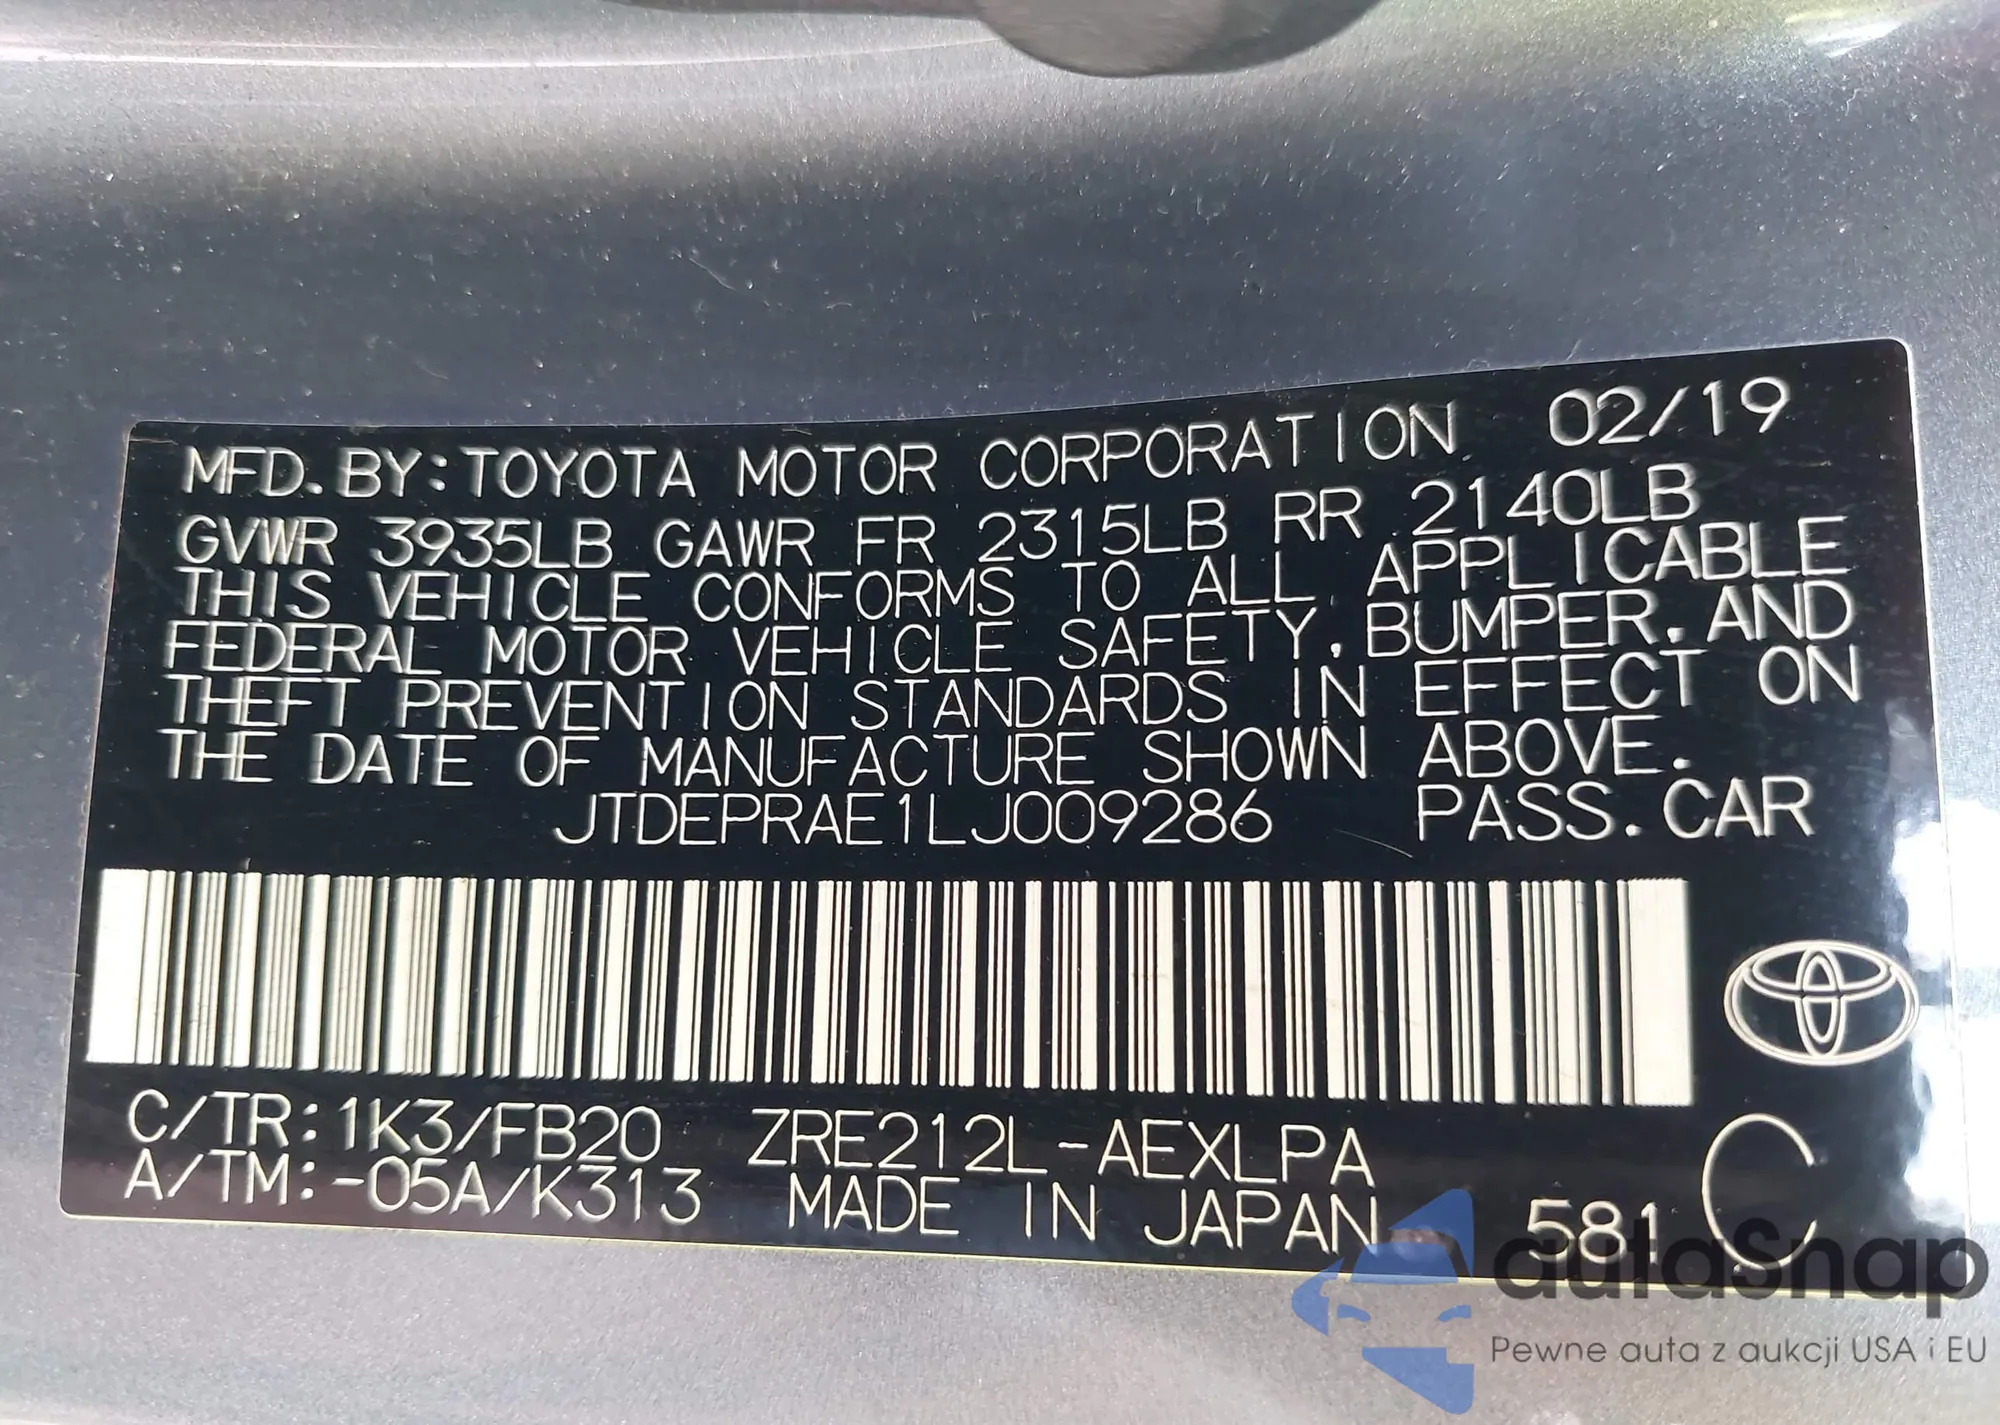 MFD. BY: TOYOTA MOTOR CORPORATION 02/19
GVWR 3935LB GAWR FR 2315LB RR 2140LB
THIS VEHICLE CONFORMS TO ALL APPLICABLE
FEDERAL MOTOR VEHICLE SAFETY, BUMPER, AND
THEFT PREVENTION STANDARDS IN EFFECT ON
THE DATE OF MANUFACTURE SHOWN ABOVE.
JTDEPRAE1LJ009286 PASS. CAR
C/TR: 1K3/FB20 ZRE212L-AEXLPA C
A/TM: -05A/K313 MADE IN JAPAN 581
autaSnap
Pewne auta z aukcji USA i EU